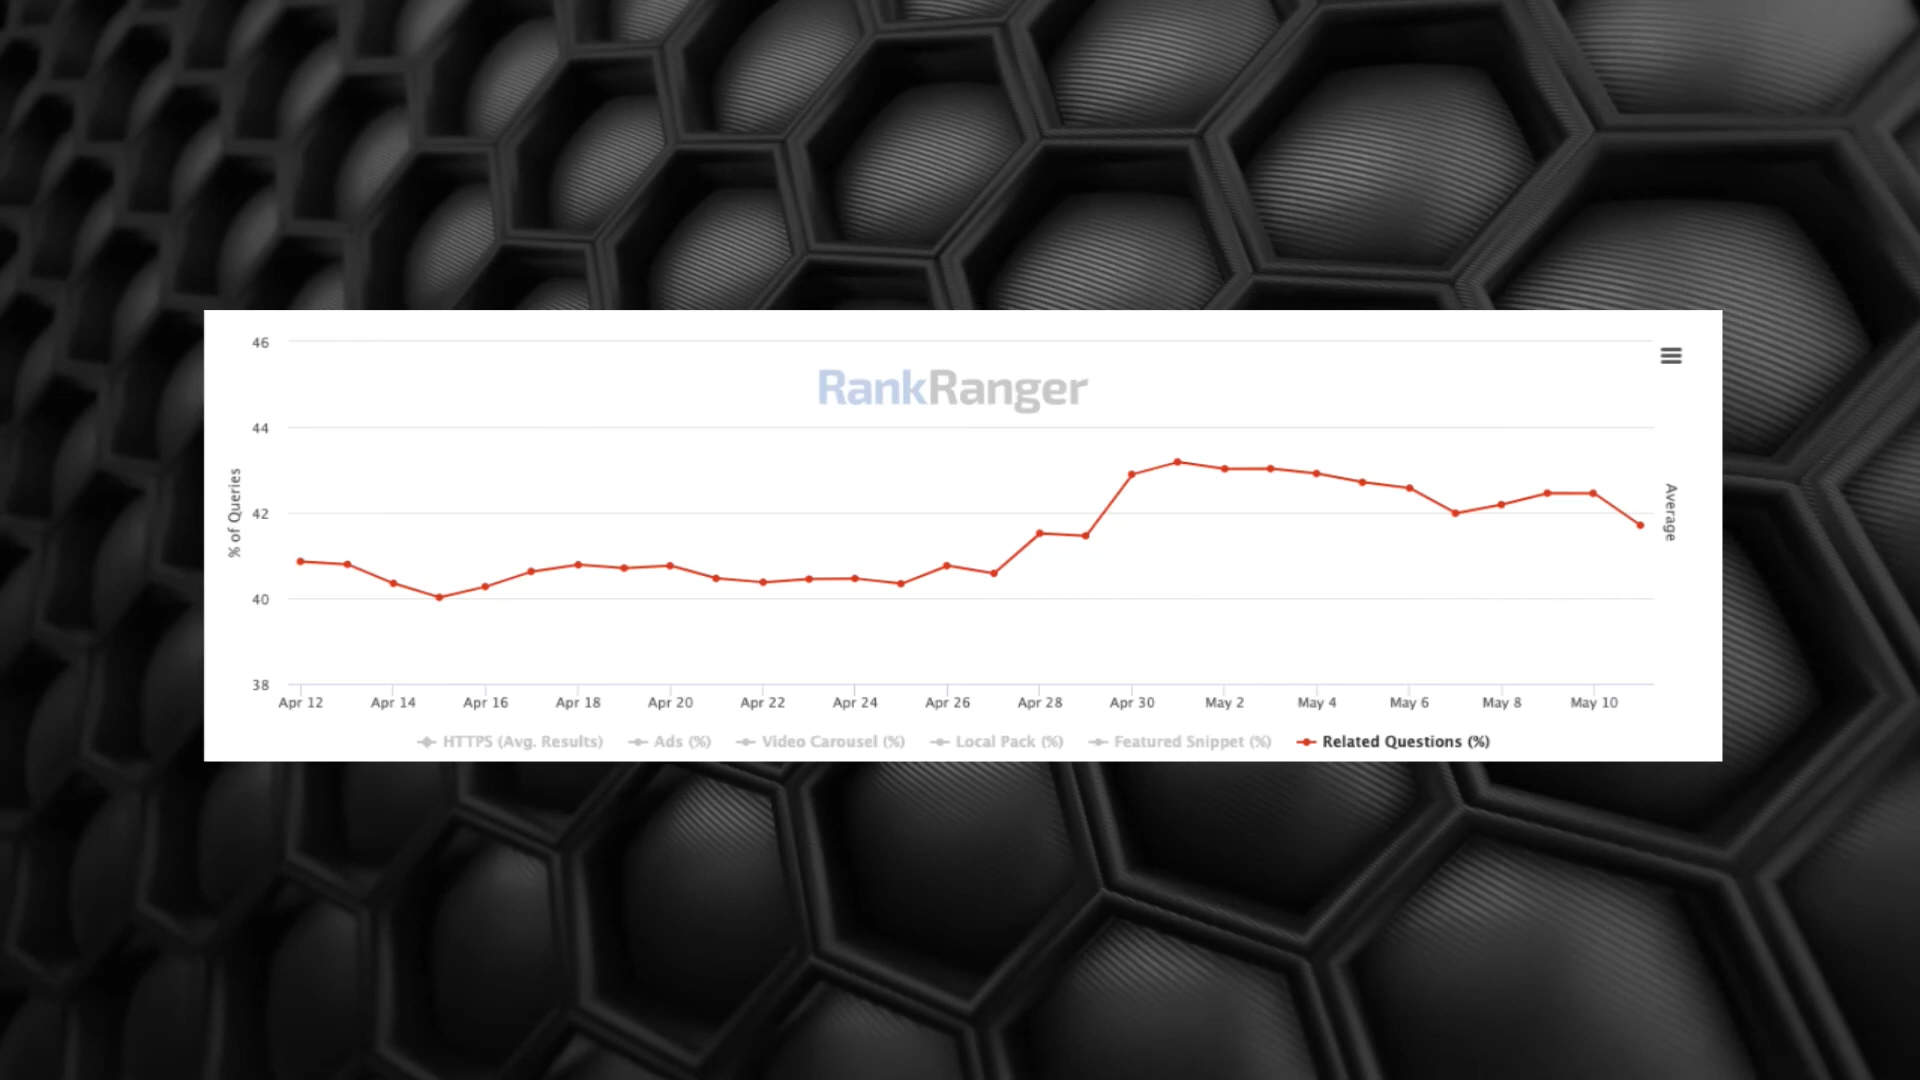 46
RankRanger
44
% of Queries
42
Average
40
38
Apr 12 Apr 14 Apr 16 Apr 18 Apr 20 Apr 22 Apr 24 Apr 26 Apr 28 Apr 30 May 2 May 4 May 6 May 8 May 10
HTTPS (Avg. Results) Ads (%) Video Carousel (%) Local Pack (%) Featured Snippet (%) Related Questions (%)